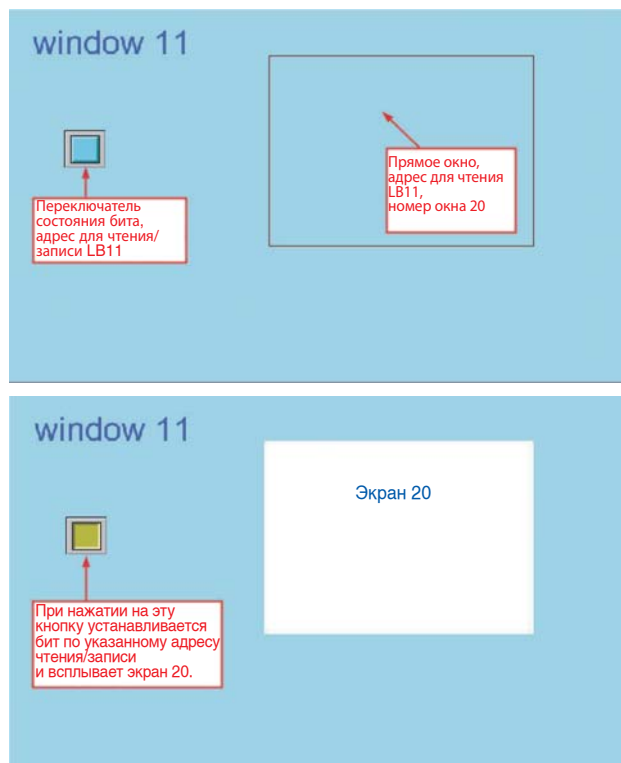 window 11
Прямое окно,
адрес для чтения
LB11,
номер окна 20
Переключатель
состояния бита,
адрес для чтения/
записи LB11
window 11
Экран 20
При нажатии на эту
кнопку устанавливается
бит по указанному адресу
чтения/записи
и всплывает экран 20.